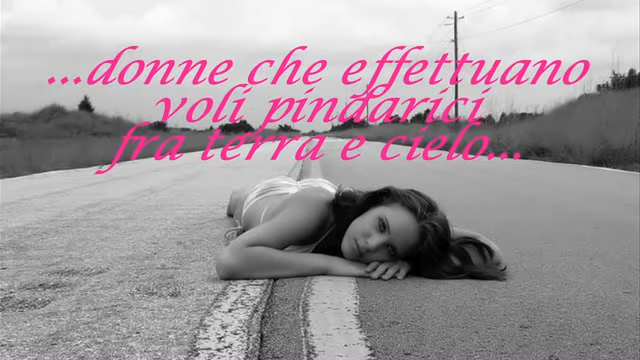 ...donne che effettuano
voli pindarici
fra terra e cielo...